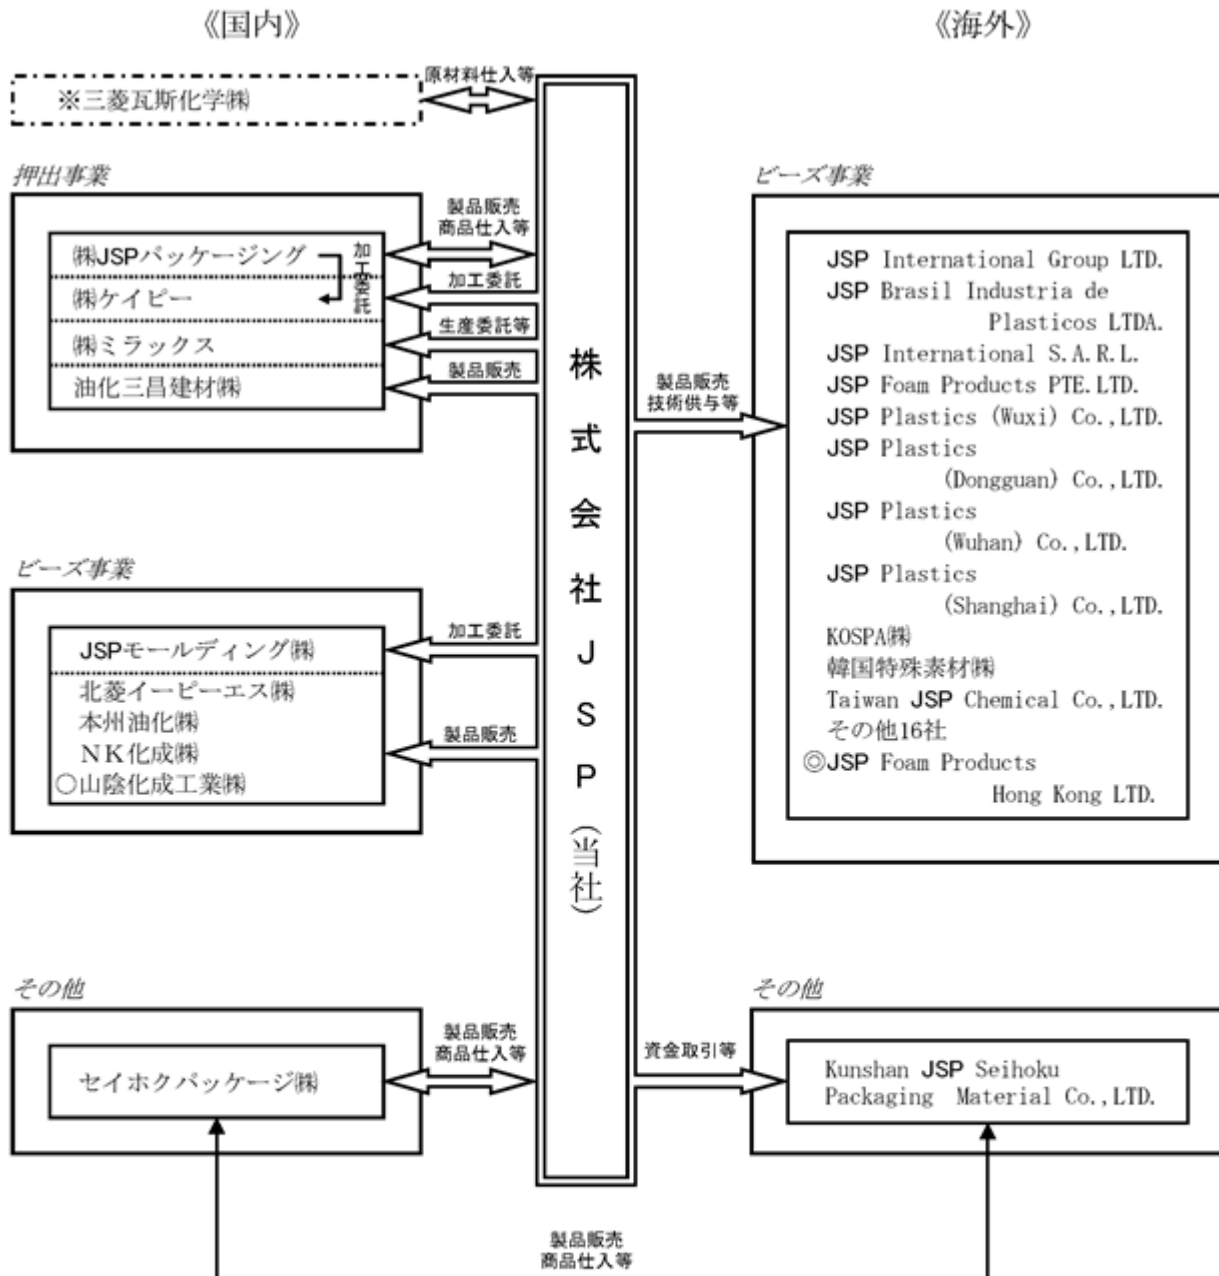 《国内》
《海外》
※三菱瓦斯化学㈱
原材料仕入等
押出事業
㈱JSPパッケージング
㈱ケイピー
加工委託
㈱ミラックス
油化三昌建材㈱
製品販売
商品仕入等
加工委託
生産委託等
製品販売
ビーズ事業
JSPモールディング㈱
北菱イーピーエス㈱
本州油化㈱
ＮＫ化成㈱
○山陰化成工業㈱
加工委託
製品販売
その他
セイホクパッケージ㈱
製品販売
商品仕入等
株式会社ＪＳＰ（当社）
製品販売
技術供与等
ビーズ事業
JSP International Group LTD.
JSP Brasil Industria de
Plasticos LTDA.
JSP International S.A.R.L.
JSP Foam Products PTE.LTD.
JSP Plastics (Wuxi) Co.,LTD.
JSP Plastics
(Dongguan) Co.,LTD.
JSP Plastics
(Wuhan) Co.,LTD.
JSP Plastics
(Shanghai) Co.,LTD.
KOSPA㈱
韓国特殊素材㈱
Taiwan JSP Chemical Co.,LTD.
その他16社
◎JSP Foam Products
Hong Kong LTD.
資金取引等
その他
Kunshan JSP Seihoku
Packaging Material Co.,LTD.
製品販売
商品仕入等